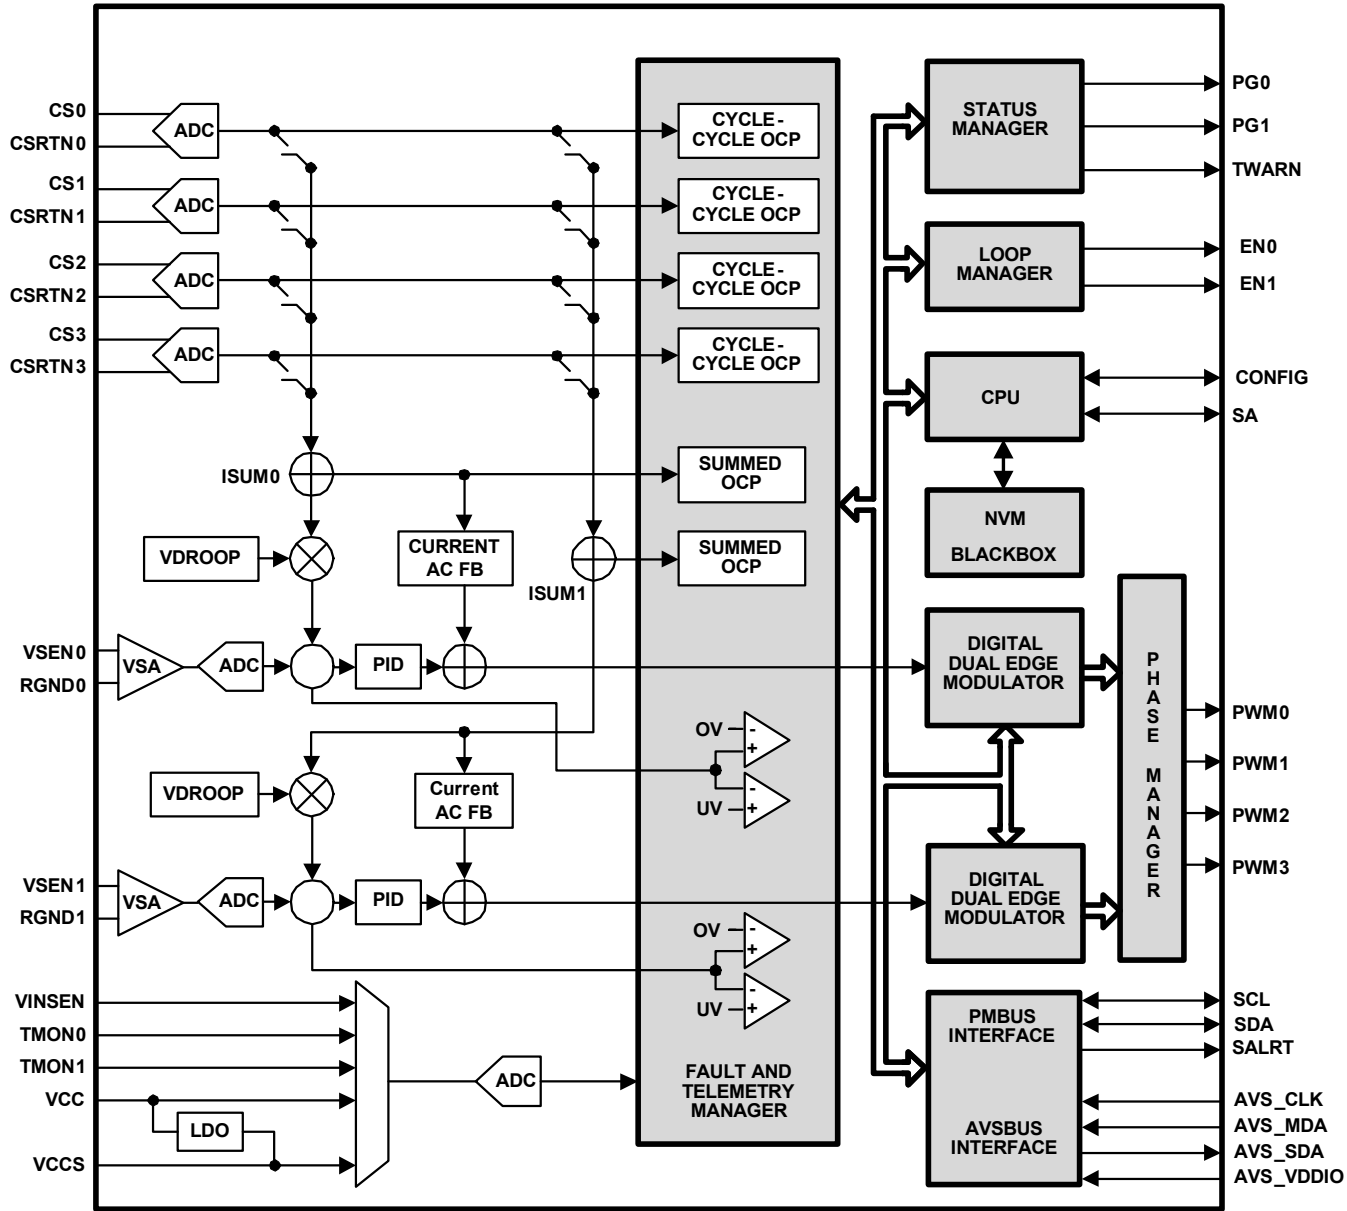 CS0
CSRTN0
CS1
CSRTN1
CS2
CSRTN2
CS3
CSRTN3
ADC
ADC
ADC
ADC
CYCLE-
CYCLE OCP
CYCLE-
CYCLE OCP
CYCLE-
CYCLE OCP
CYCLE-
CYCLE OCP
ISUM0
SUMMED
OCP
VDROOP
CURRENT
AC FB
ISUM1
SUMMED
OCP
VSEN0
RGND0
VSA
ADC
PID
OV
-
+
UV
-
+
VDROOP
Current
AC FB
VSEN1
RGND1
VSA
ADC
PID
OV
-
+
UV
-
+
VINSEN
TMON0
TMON1
VCC
LDO
VCCS
ADC
FAULT AND
TELEMETRY
MANAGER
STATUS
MANAGER
PG0
PG1
TWARN
LOOP
MANAGER
EN0
EN1
CPU
CONFIG
SA
NVM
BLACKBOX
DIGITAL
DUAL EDGE
MODULATOR
DIGITAL
DUAL EDGE
MODULATOR
PHASE MANAGER
PWM0
PWM1
PWM2
PWM3
PMBUS
INTERFACE
AVSBUS
INTERFACE
SCL
SDA
SALRT
AVS_CLK
AVS_MDA
AVS_SDA
AVS_VDDIO